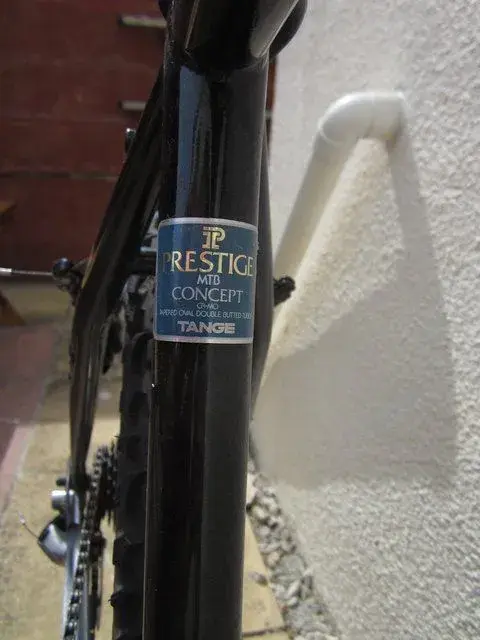 TP
PRESTIGE
MTB
CONCEPT
CR-MO
TAPERED OVAL DOUBLE BUTTED TUBES
TANGE